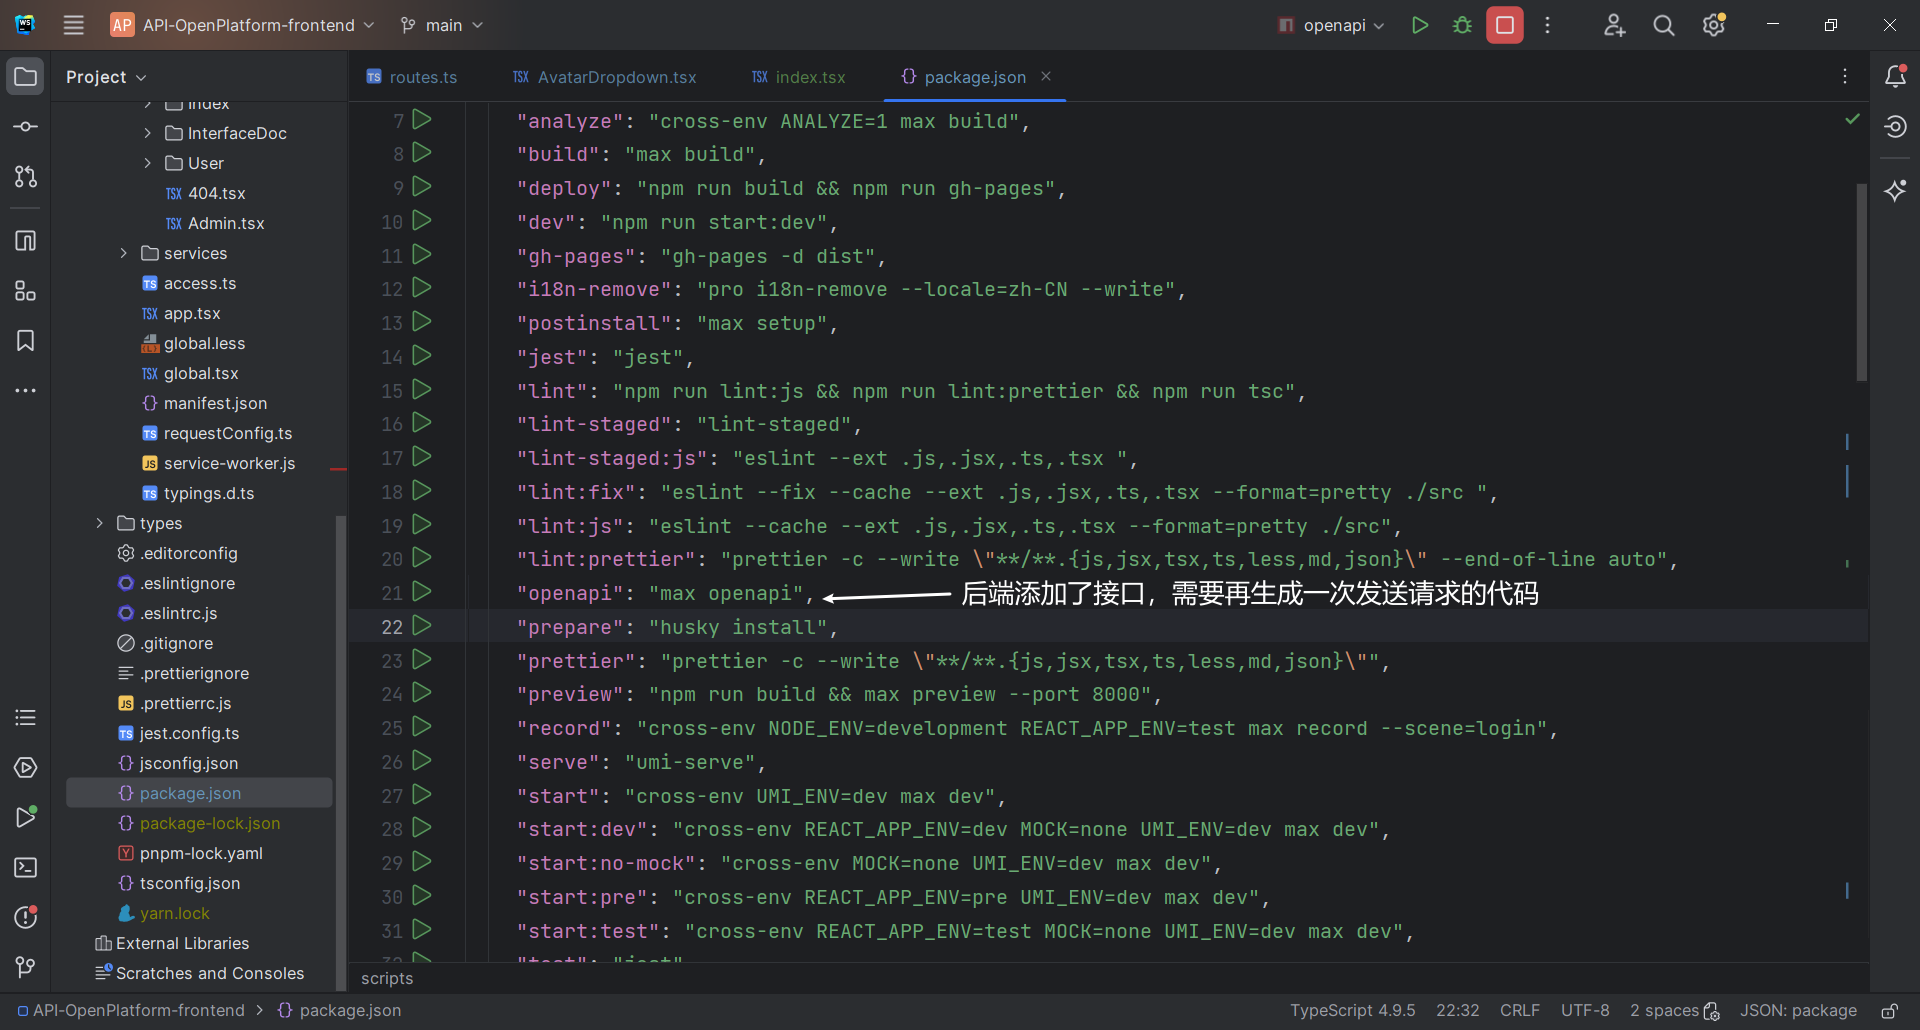 AP API-OpenPlatform-frontend main openapi
Project
routes.ts AvatarDropdown.tsx index.tsx package.json
index
InterfaceDoc
User
404.tsx
Admin.tsx
services
access.ts
app.tsx
global.less
global.tsx
manifest.json
requestConfig.ts
service-worker.js
typings.d.ts
types
.editorconfig
.eslintignore
.eslintrc.js
.gitignore
.prettierignore
.prettierrc.js
jest.config.ts
jsconfig.json
package.json
package-lock.json
pnpm-lock.yaml
tsconfig.json
yarn.lock
External Libraries
Scratches and Consoles
7 "analyze": "cross-env ANALYZE=1 max build",
8 "build": "max build",
9 "deploy": "npm run build && npm run gh-pages",
10 "dev": "npm run start:dev",
11 "gh-pages": "gh-pages -d dist",
12 "i18n-remove": "pro i18n-remove --locale=zh-CN --write",
13 "postinstall": "max setup",
14 "jest": "jest",
15 "lint": "npm run lint:js && npm run lint:prettier && npm run tsc",
16 "lint-staged": "lint-staged",
17 "lint-staged:js": "eslint --ext .js,.jsx,.ts,.tsx ",
18 "lint:fix": "eslint --fix --cache --ext .js,.jsx,.ts,.tsx --format=pretty ./src ",
19 "lint:js": "eslint --cache --ext .js,.jsx,.ts,.tsx --format=pretty ./src",
20 "lint:prettier": "prettier -c --write \"**/**.{js,jsx,tsx,ts,less,md,json}\" --end-of-line auto",
21 "openapi": "max openapi", 后端添加了接口，需要再生成一次发送请求的代码
22 "prepare": "husky install",
23 "prettier": "prettier -c --write \"**/**.{js,jsx,tsx,ts,less,md,json}\"",
24 "preview": "npm run build && max preview --port 8000",
25 "record": "cross-env NODE_ENV=development REACT_APP_ENV=test max record --scene=login",
26 "serve": "umi-serve",
27 "start": "cross-env UMI_ENV=dev max dev",
28 "start:dev": "cross-env REACT_APP_ENV=dev MOCK=none UMI_ENV=dev max dev",
29 "start:no-mock": "cross-env MOCK=none UMI_ENV=dev max dev",
30 "start:pre": "cross-env REACT_APP_ENV=pre UMI_ENV=dev max dev",
31 "start:test": "cross-env REACT_APP_ENV=test MOCK=none UMI_ENV=dev max dev",
32 "test": "jest"
scripts
API-OpenPlatform-frontend package.json TypeScript 4.9.5 22:32 CRLF UTF-8 2 spaces JSON: package